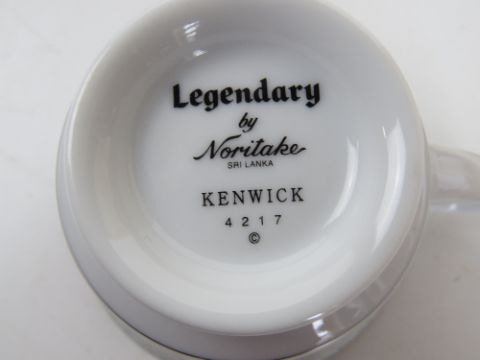 Legendary
by
Noritake
SRI LANKA
KENWICK
4217
©